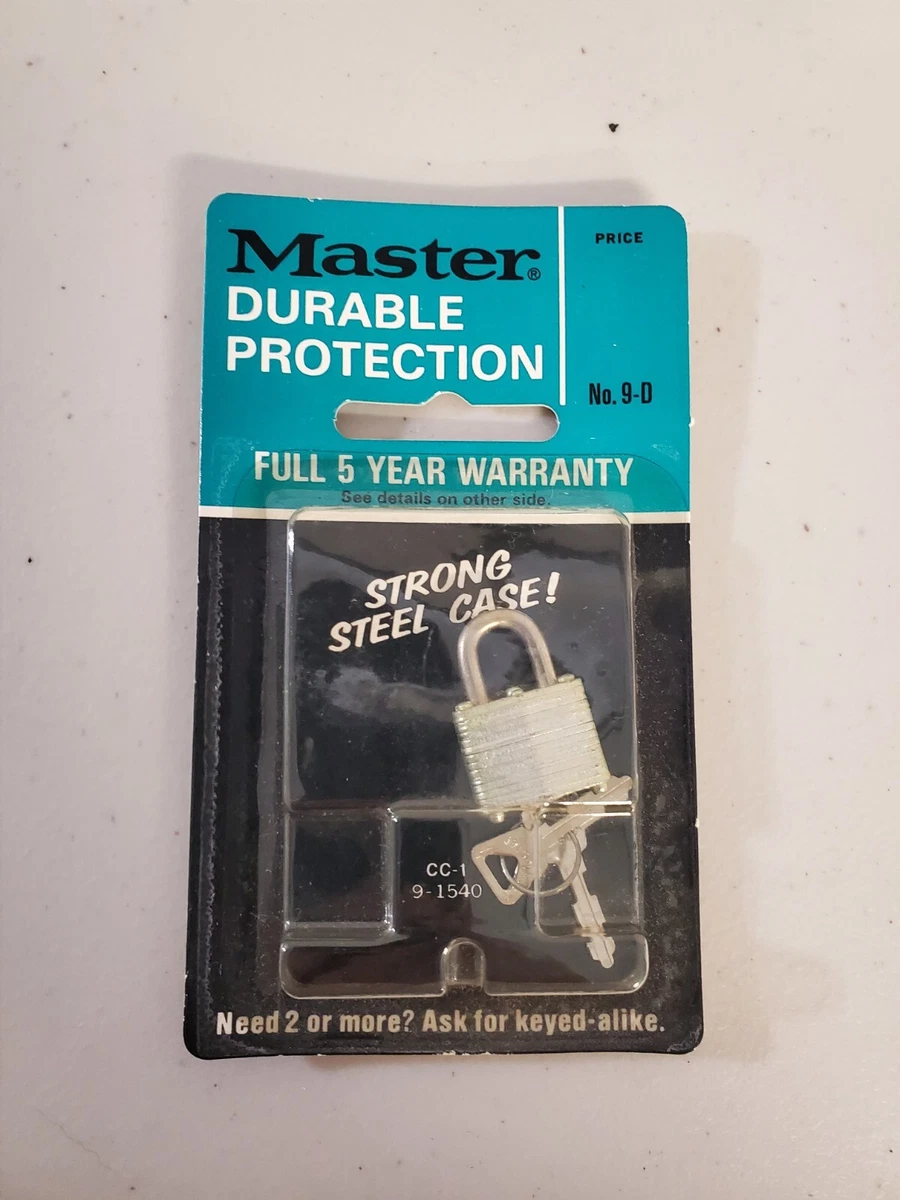 Master®
DURABLE
PROTECTION
PRICE
No. 9-D
FULL 5 YEAR WARRANTY
See details on other side.
STRONG
STEEL CASE!
CC-1
9-1540
Need 2 or more? Ask for keyed-alike.